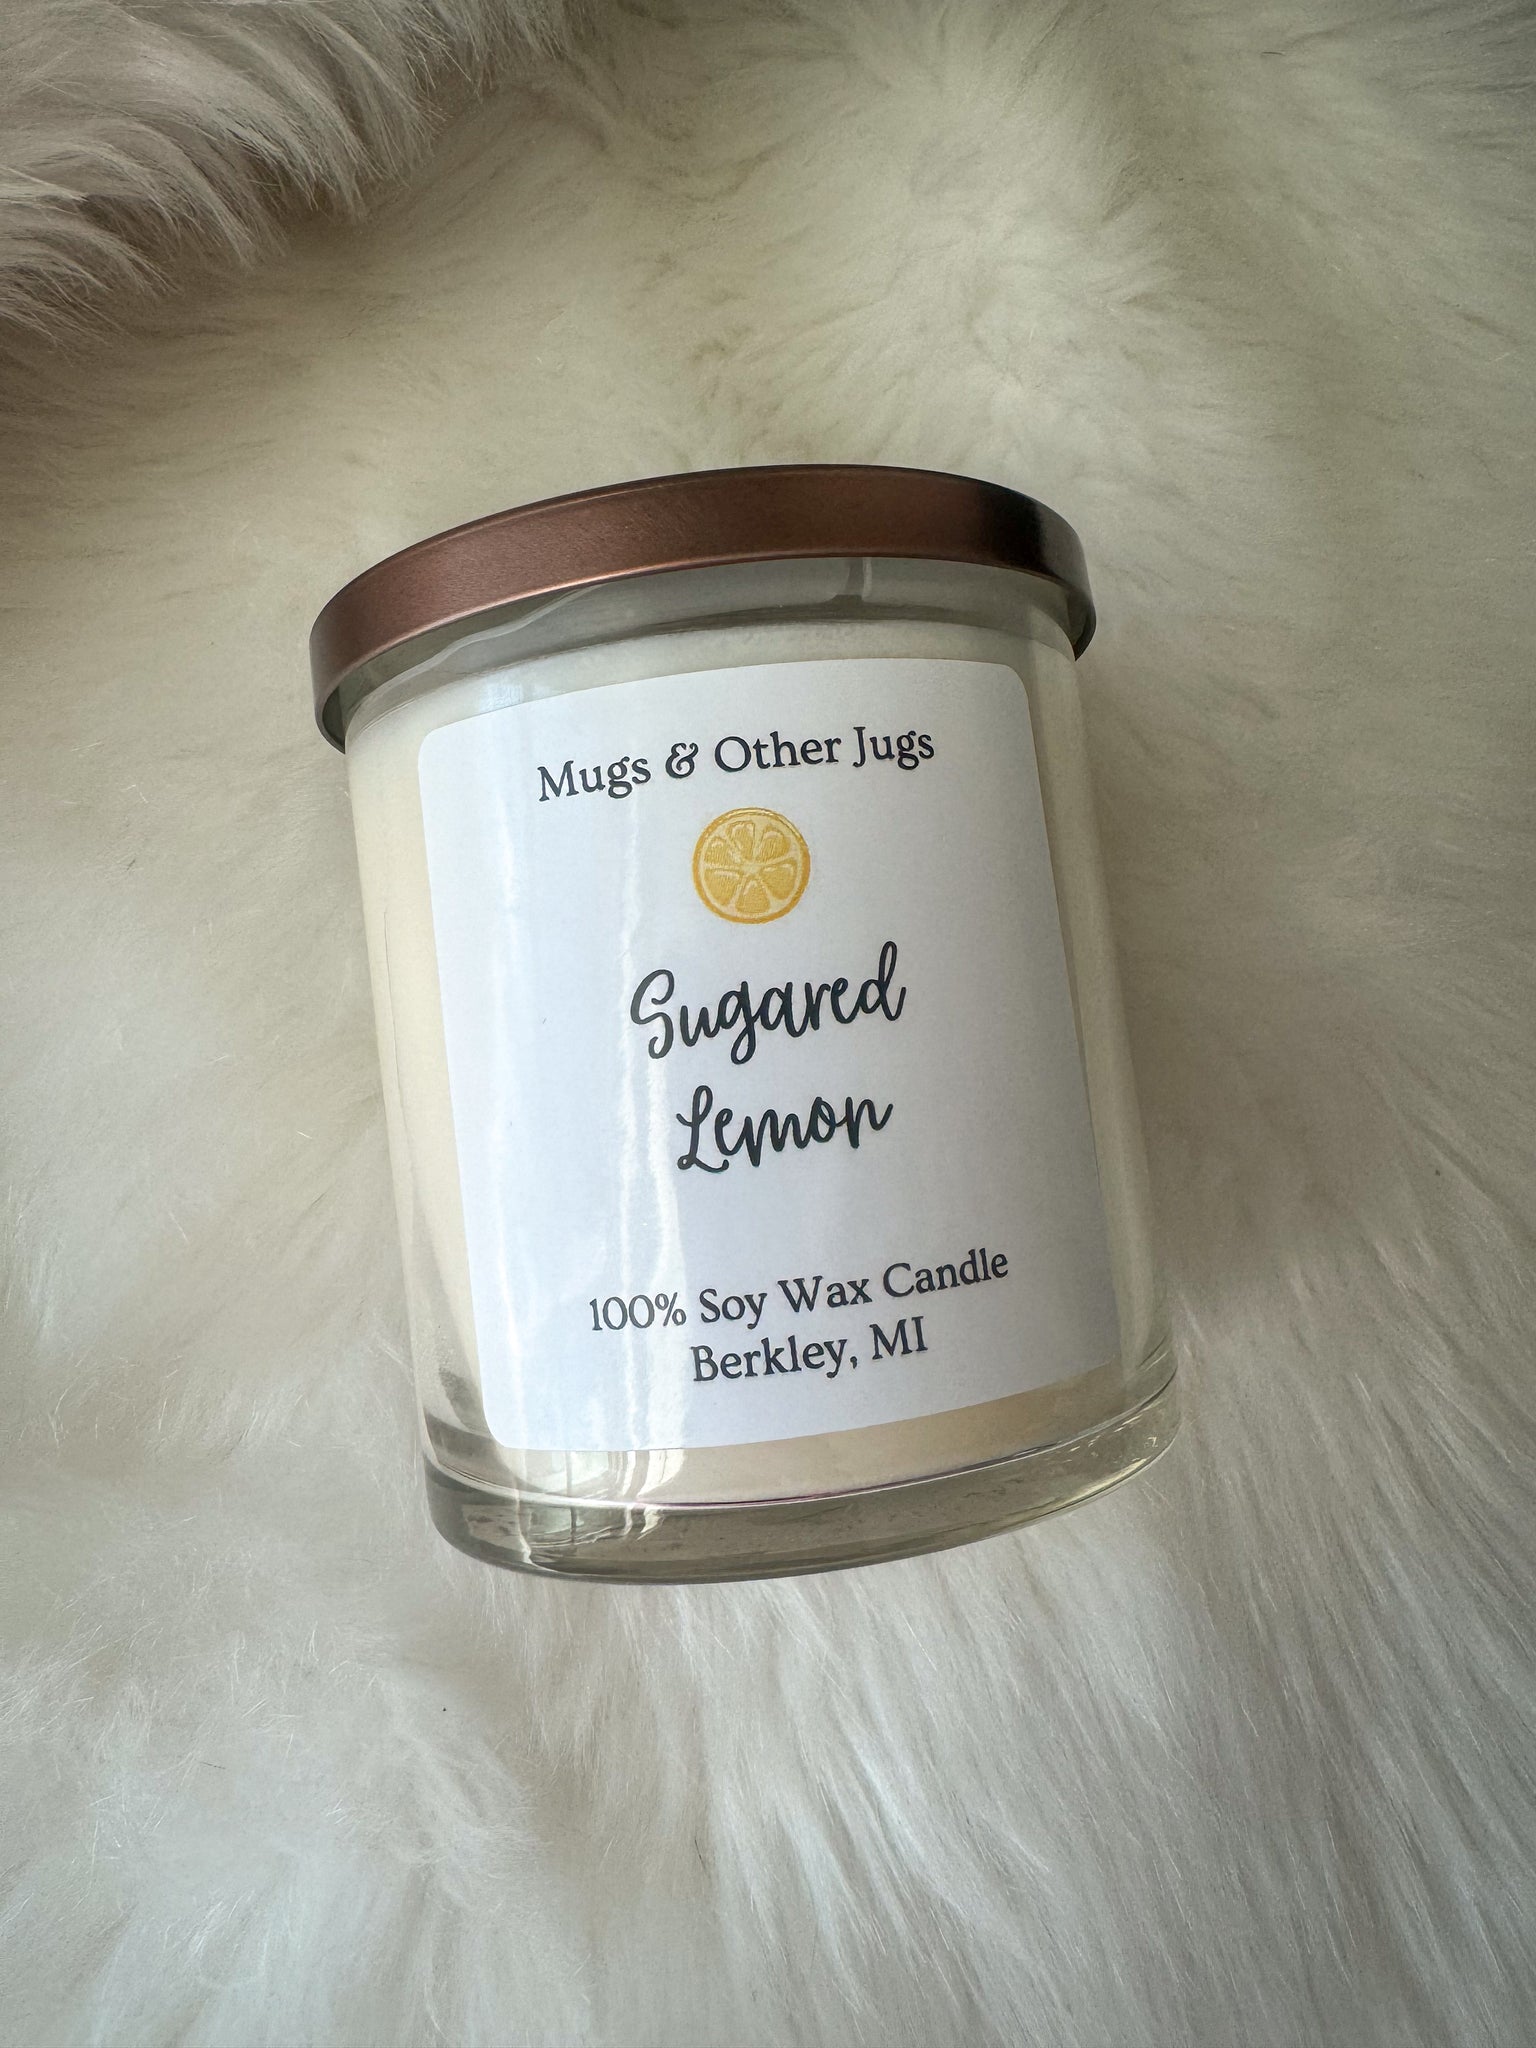 Mugs & Other Jugs
Sugared
Lemon
100% Soy Wax Candle
Berkley, MI